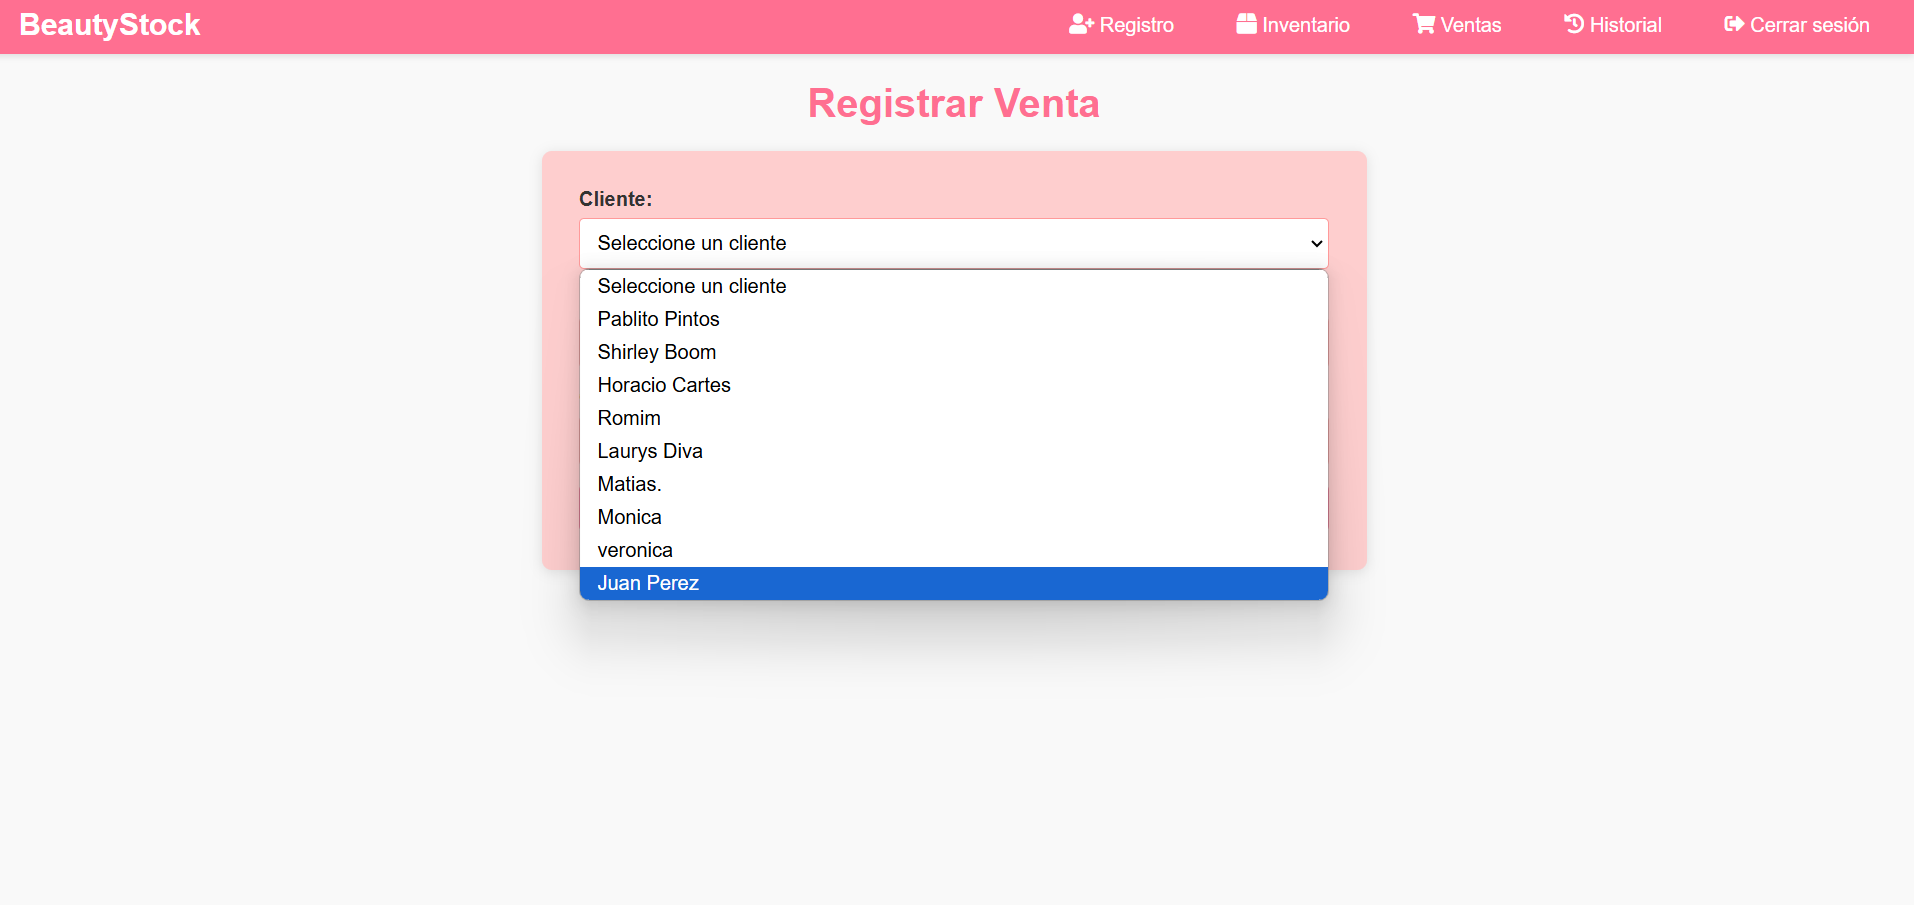 BeautyStock
Registro
Inventario
Ventas
Historial
Cerrar sesión
Registrar Venta
Cliente:
Seleccione un cliente
Seleccione un cliente
Pablito Pintos
Shirley Boom
Horacio Cartes
Romim
Laurys Diva
Matias.
Monica
veronica
Juan Perez